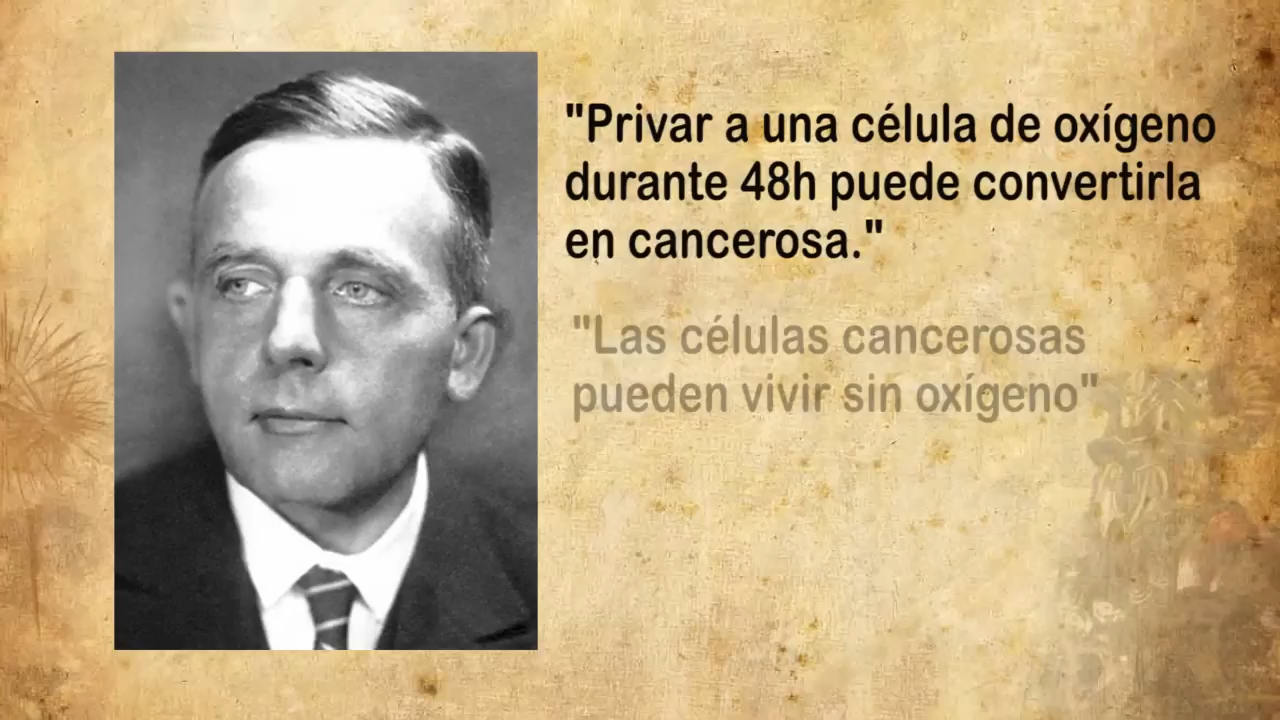 "Privar a una célula de oxígeno
durante 48h puede convertirla
en cancerosa."
"Las células cancerosas
pueden vivir sin oxígeno"